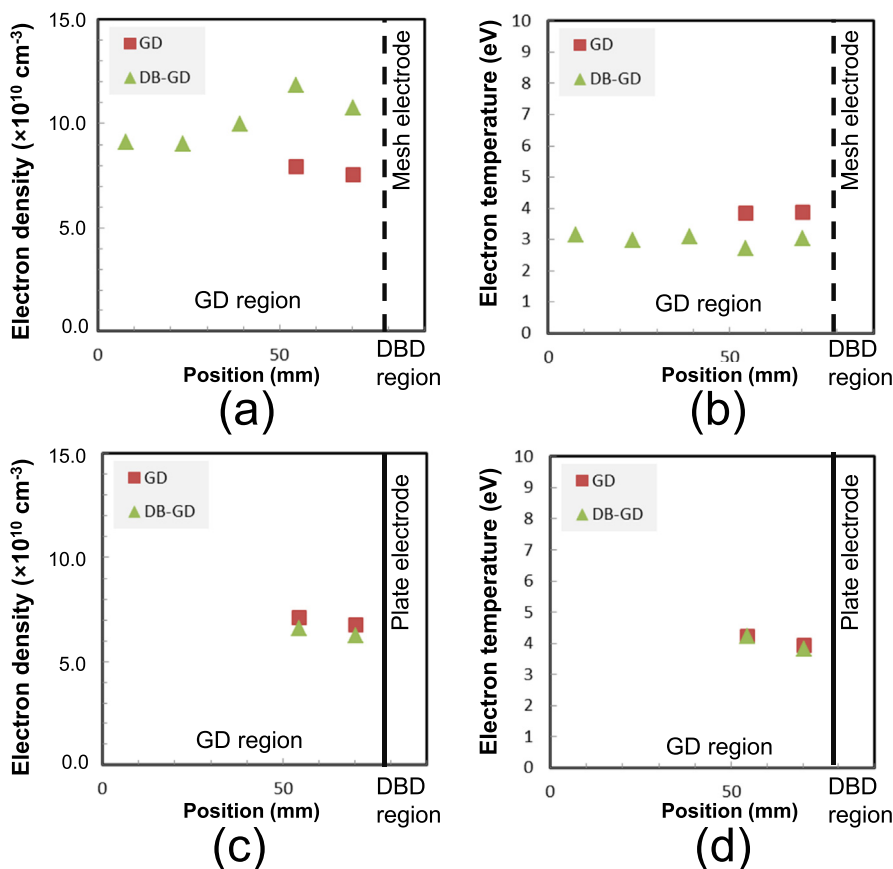 15.0
10.0
5.0
0.0
Electron density (×10¹⁰ cm⁻³)
GD
DB-GD
Mesh electrode
GD region
0
50
DBD
Position (mm)
region
(a)
10
9
8
7
6
5
4
3
2
1
0
Electron temperature (eV)
GD
DB-GD
Mesh electrode
GD region
0
50
DBD
Position (mm)
region
(b)
15.0
10.0
5.0
0.0
Electron density (×10¹⁰ cm⁻³)
GD
DB-GD
Plate electrode
GD region
0
50
DBD
Position (mm)
region
(c)
10
9
8
7
6
5
4
3
2
1
0
Electron temperature (eV)
GD
DB-GD
Plate electrode
GD region
0
50
DBD
Position (mm)
region
(d)